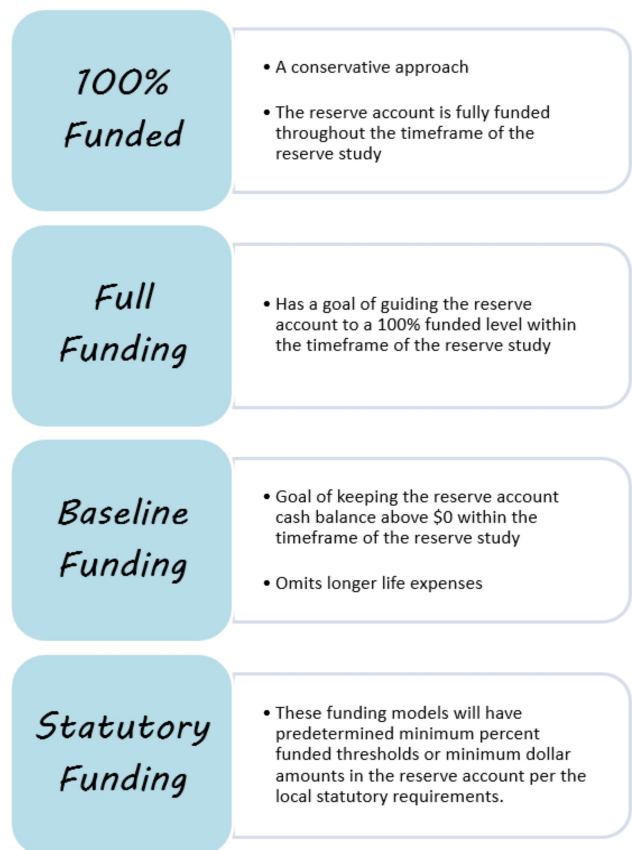 100%
Funded
• A conservative approach
• The reserve account is fully funded
throughout the timeframe of the
reserve study
Full
Funding
• Has a goal of guiding the reserve
account to a 100% funded level within
the timeframe of the reserve study
Baseline
Funding
• Goal of keeping the reserve account
cash balance above $0 within the
timeframe of the reserve study
• Omits longer life expenses
Statutory
Funding
• These funding models will have
predetermined minimum percent
funded thresholds or minimum dollar
amounts in the reserve account per the
local statutory requirements.